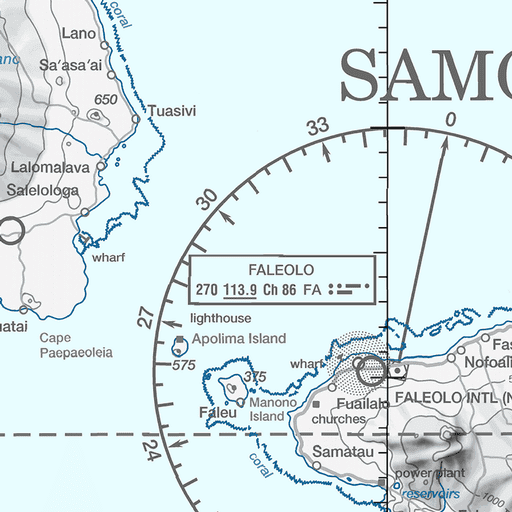 coral
Lano
Sa'asa'ai
650
Tuasivi
SAMO
0
33
Lalomalava
Salelologa
30
wharf
FALEOLO
270 113.9 Ch 86 FA
27
lighthouse
Apolima Island
575
Cape
Paepaeoleia
wharf
375
Manono
Island
Faleu
Nofoali
Fuailal
FALEOLO INTL (N
churches
24
Samatau
coral
power plant
reservoirs
1000